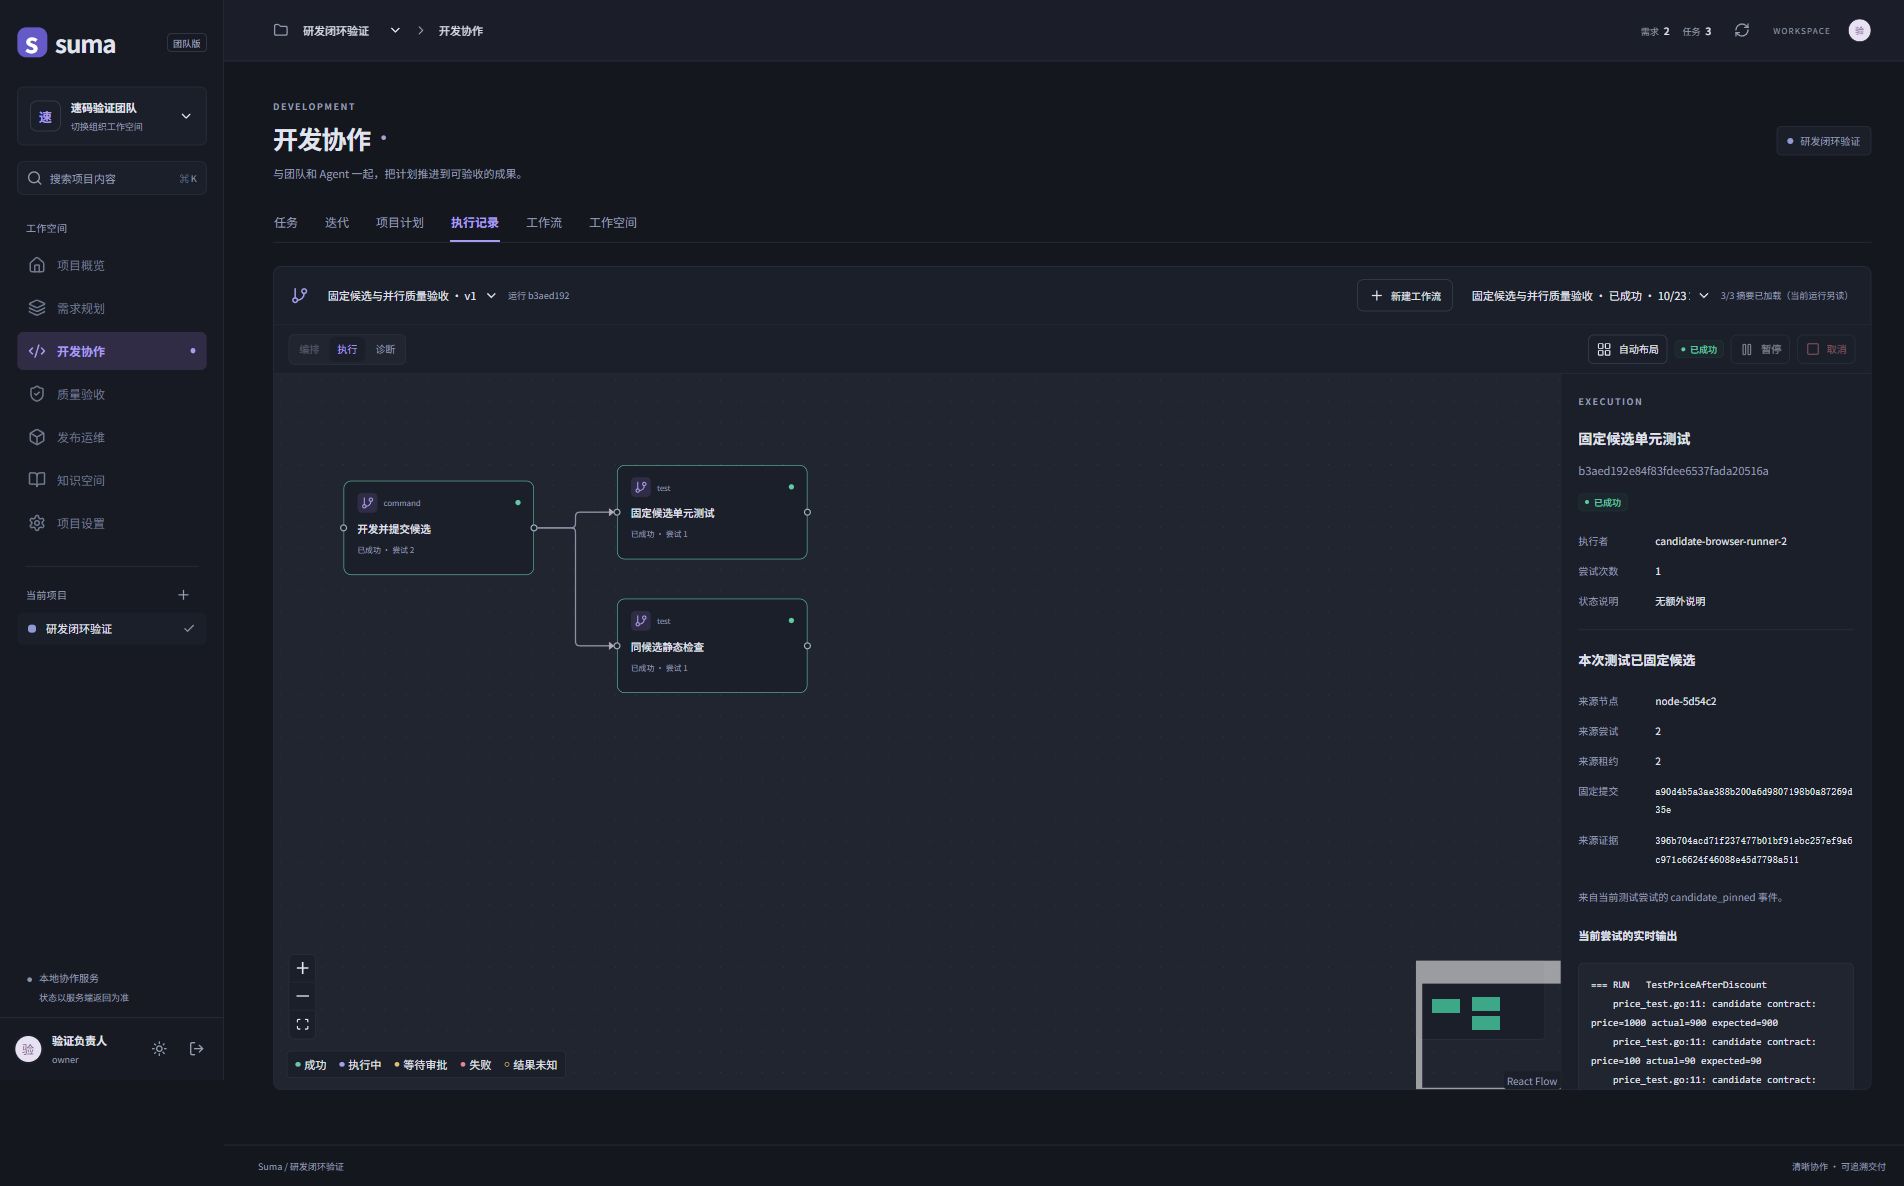 S suma 团队版
速 速码验证团队
切换组织工作空间
搜索项目内容 ⌘K
工作空间
项目概览
需求规划
开发协作
质量验收
发布运维
知识空间
项目设置
当前项目
研发闭环验证
本地协作服务
状态以服务端返回为准
验 验证负责人
owner
研发闭环验证 开发协作
需求 2 任务 3 WORKSPACE 验
DEVELOPMENT
开发协作
与团队和 Agent 一起，把计划推进到可验收的成果。
研发闭环验证
任务 迭代 项目计划 执行记录 工作流 工作空间
固定候选与并行质量验收 · v1 运行 b3aed192
新建工作流 固定候选与并行质量验收 · 已成功 · 10/23 3/3 摘要已加载（当前运行另读）
编排 执行 诊断
自动布局 已成功 暂停 取消
command
开发并提交候选
已成功 · 尝试 2
test
固定候选单元测试
已成功 · 尝试 1
test
同候选静态检查
已成功 · 尝试 1
成功 执行中 等待审批 失败 结果未知
React Flow
EXECUTION
固定候选单元测试
b3aed192e84f83fdee6537fada20516a
已成功
执行者 candidate-browser-runner-2
尝试次数 1
状态说明 无额外说明
本次测试已固定候选
来源节点 node-5d54c2
来源尝试 2
来源租约 2
固定提交 a90d4b5a3ae388b200a6d9807198b0a87269d
35e
来源证据 396b704acd71f237477b01bf91ebc257ef9a6
c971c6624f46088e45d7798a511
来自当前测试尝试的 candidate_pinned 事件。
当前尝试的实时输出
=== RUN TestPriceAfterDiscount
price_test.go:11: candidate contract:
price=1000 actual=900 expected=900
price_test.go:11: candidate contract:
price=100 actual=90 expected=90
price_test.go:11: candidate contract:
Suma / 研发闭环验证
清晰协作 · 可追溯交付